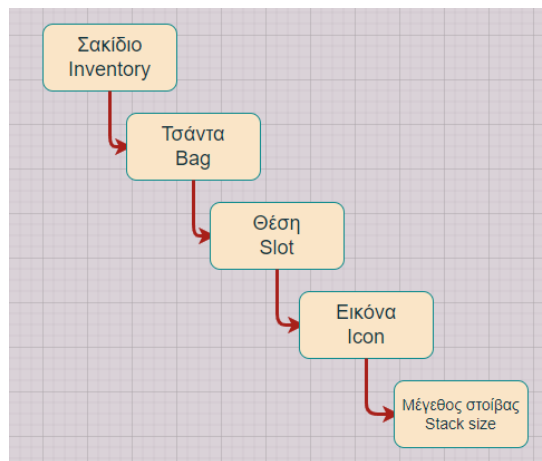 Σακίδιο
Inventory
Τσάντα
Bag
Θέση
Slot
Εικόνα
Icon
Μέγεθος στοίβας
Stack size